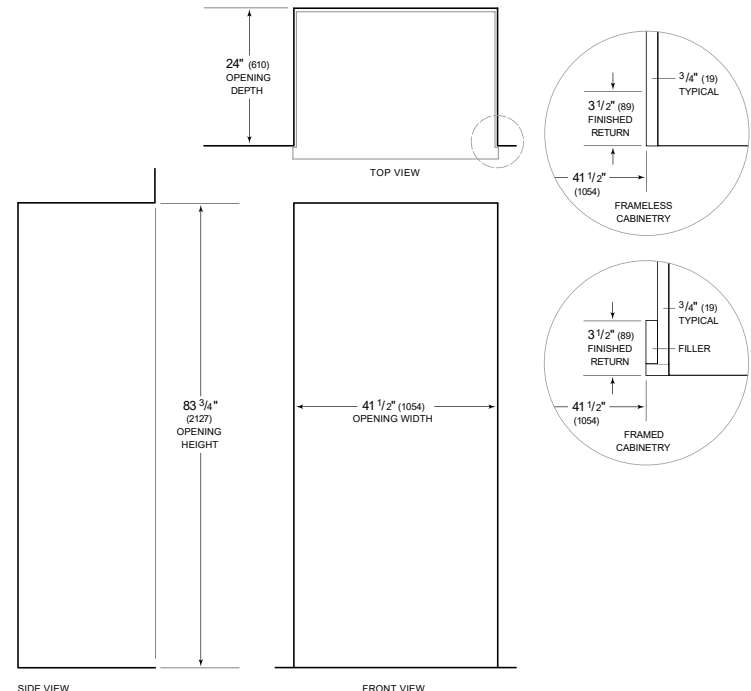 24" (610)
OPENING
DEPTH
TOP VIEW
3/4" (19)
TYPICAL
3 1/2" (89)
FINISHED
RETURN
41 1/2"
(1054)
FRAMELESS
CABINETRY
3/4" (19)
TYPICAL
3 1/2" (89)
FINISHED
RETURN
FILLER
41 1/2"
(1054)
FRAMED
CABINETRY
83 3/4"
(2127)
OPENING
HEIGHT
41 1/2" (1054)
OPENING WIDTH
SIDE VIEW
FRONT VIEW